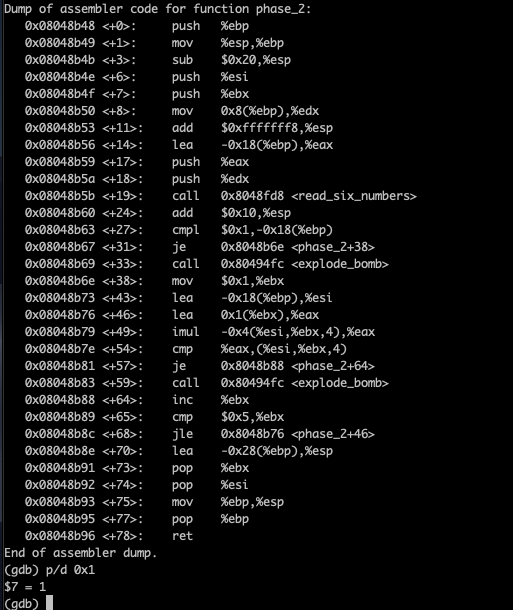 Dump of assembler code for function phase_2:
0x08048b48 <+0>: push %ebp
0x08048b49 <+1>: mov %esp,%ebp
0x08048b4b <+3>: sub $0x20,%esp
0x08048b4e <+6>: push %esi
0x08048b4f <+7>: push %ebx
0x08048b50 <+8>: mov 0x8(%ebp),%edx
0x08048b53 <+11>: add $0xfffffff8,%esp
0x08048b56 <+14>: lea -0x18(%ebp),%eax
0x08048b59 <+17>: push %eax
0x08048b5a <+18>: push %edx
0x08048b5b <+19>: call 0x8048fd8 <read_six_numbers>
0x08048b60 <+24>: add $0x10,%esp
0x08048b63 <+27>: cmpl $0x1,-0x18(%ebp)
0x08048b67 <+31>: je 0x8048b6e <phase_2+38>
0x08048b69 <+33>: call 0x80494fc <explode_bomb>
0x08048b6e <+38>: mov $0x1,%ebx
0x08048b73 <+43>: lea -0x18(%ebp),%esi
0x08048b76 <+46>: lea 0x1(%ebx),%eax
0x08048b79 <+49>: imul -0x4(%esi,%ebx,4),%eax
0x08048b7e <+54>: cmp %eax,(%esi,%ebx,4)
0x08048b81 <+57>: je 0x8048b88 <phase_2+64>
0x08048b83 <+59>: call 0x80494fc <explode_bomb>
0x08048b88 <+64>: inc %ebx
0x08048b89 <+65>: cmp $0x5,%ebx
0x08048b8c <+68>: jle 0x8048b76 <phase_2+46>
0x08048b8e <+70>: lea -0x28(%ebp),%esp
0x08048b91 <+73>: pop %ebx
0x08048b92 <+74>: pop %esi
0x08048b93 <+75>: mov %ebp,%esp
0x08048b95 <+77>: pop %ebp
0x08048b96 <+78>: ret
End of assembler dump.
(gdb) p/d 0x1
$7 = 1
(gdb)